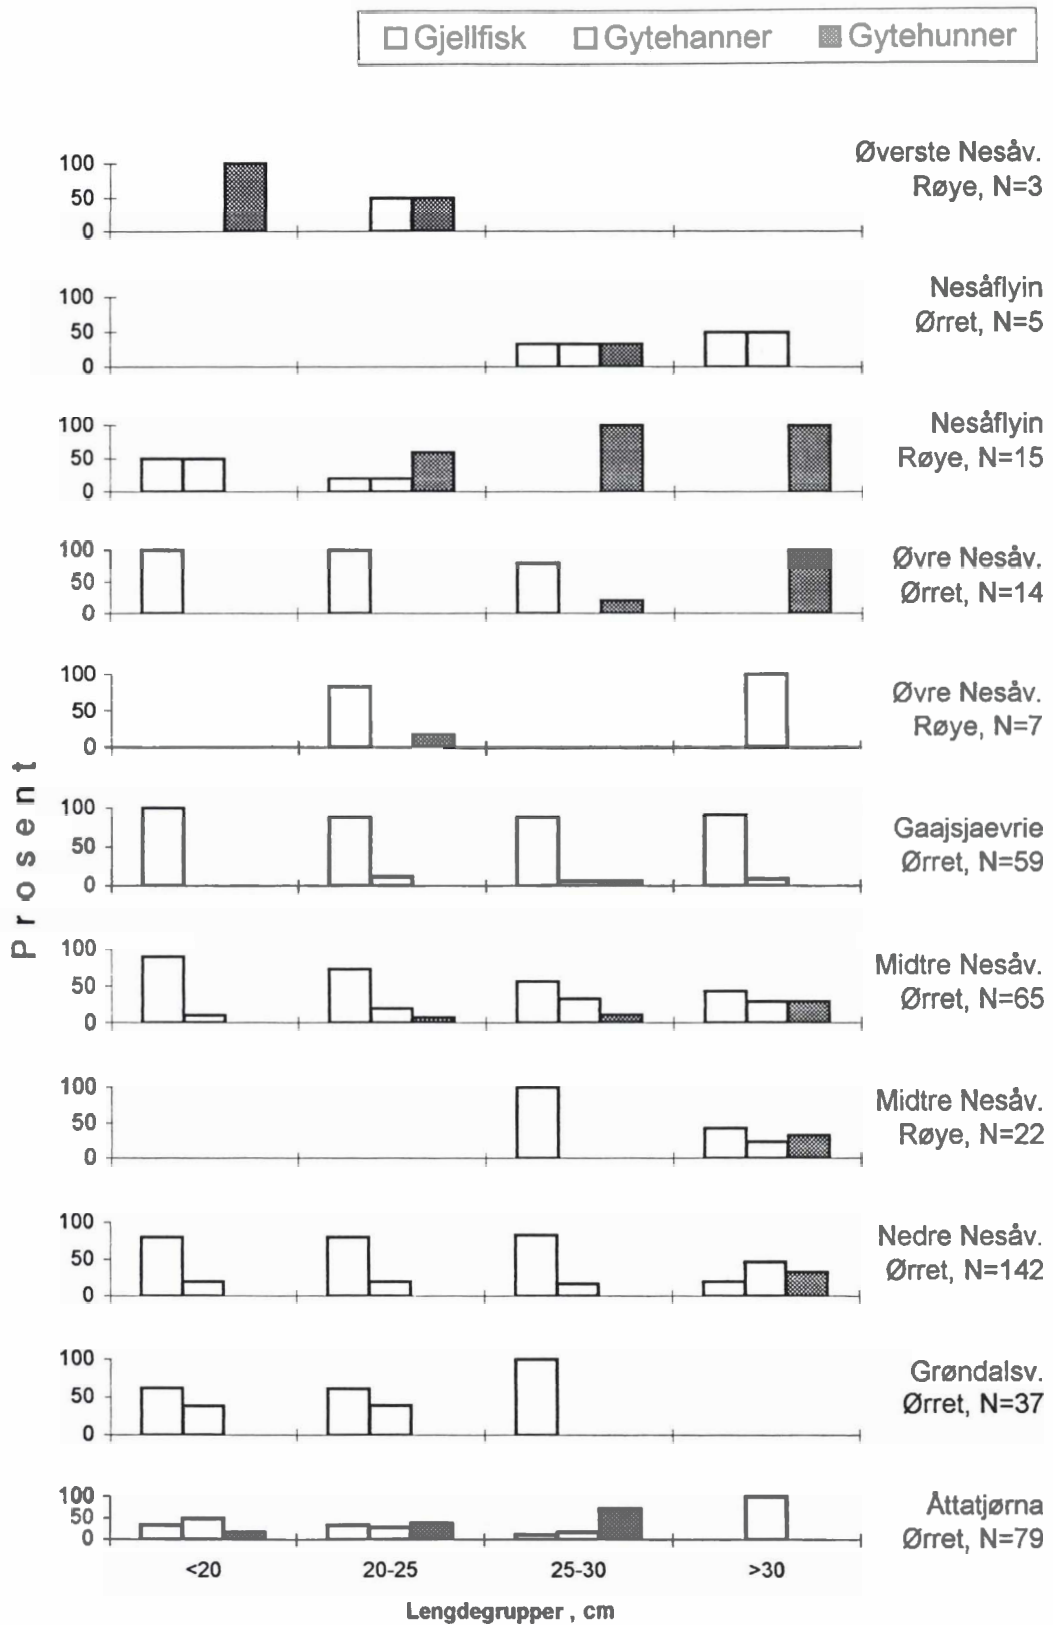 Gjellfisk Gytehanner Gytehunner
Øverste Nesåv.
Røye, N=3
100
50
0
Nesåflyin
Ørret, N=5
100
50
0
Nesåflyin
Røye, N=15
100
50
0
Øvre Nesåv.
Ørret, N=14
100
50
0
Øvre Nesåv.
Røye, N=7
100
50
0
Gaajsjaevrie
Ørret, N=59
100
50
0
Midtre Nesåv.
Ørret, N=65
100
50
0
Midtre Nesåv.
Røye, N=22
100
50
0
Nedre Nesåv.
Ørret, N=142
100
50
0
Grøndalsv.
Ørret, N=37
100
50
0
Åttatjørna
Ørret, N=79
100
50
0
Prosent
<20 20-25 25-30 >30
Lengdegrupper , cm